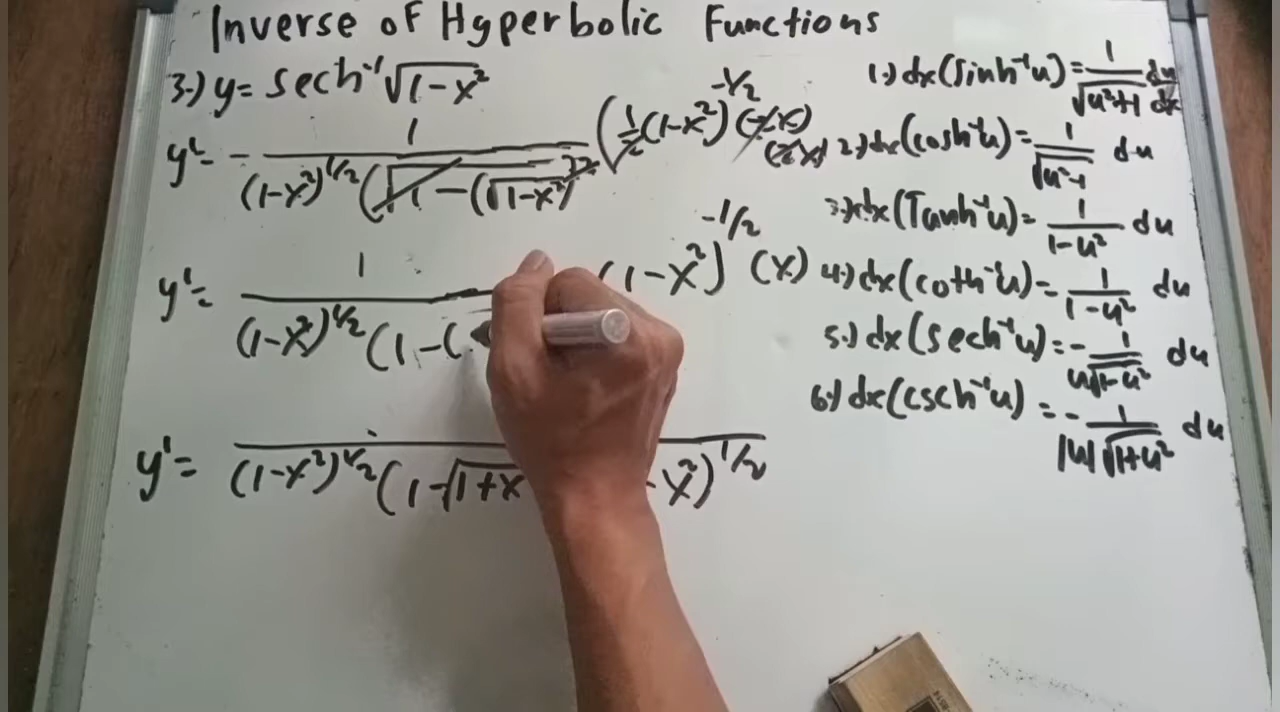 Inverse of Hyperbolic Functions
3.) y = sech⁻¹ √(1-x²)
y' = - 1 / (1-x²)^1/2 (√1-(√1-x²)² (1/2 (1-x²)^-1/2 (-2x)
(-2x)
y' = 1 / (1-x²)^1/2 (1-( (1-x²)^-1/2 (x)
y' = / (1-x²)^1/2 (1-√1+x -x²)^1/2
1.) dx(sinh⁻¹u) = 1/√u²+1 du/dx
2.) dx(cosh⁻¹u) = 1/√u²-1 du
3.) dx(Tanh⁻¹u) = 1/1-u² du
4.) dx(coth⁻¹u) = 1/1-u² du
5.) dx(sech⁻¹u) = - 1/u√1-u² du
6.) dx(csch⁻¹u) = - 1/|u|√1+u² du